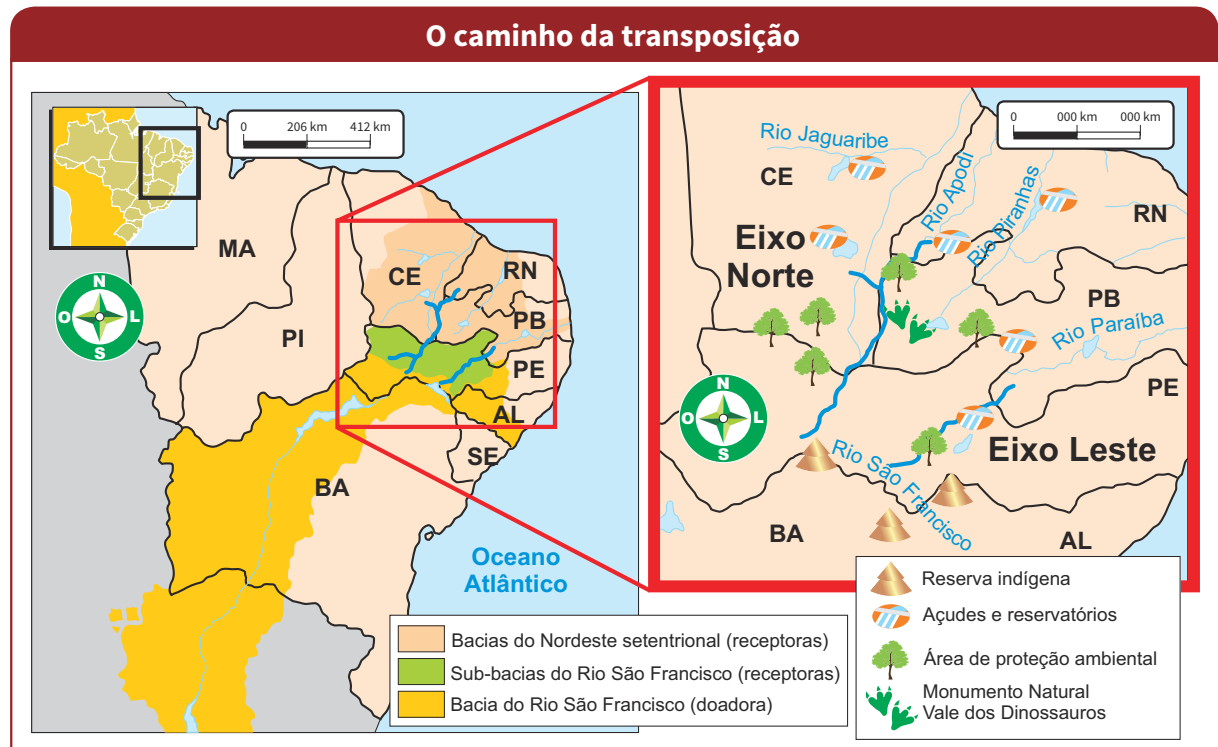 O caminho da transposição
0 206 km 412 km
MA
PI
CE
RN
PB
PE
AL
SE
BA
N
O L
S
Oceano
Atlântico
Bacias do Nordeste setentrional (receptoras)
Sub-bacias do Rio São Francisco (receptoras)
Bacia do Rio São Francisco (doadora)
0 000 km 000 km
Rio Jaguaribe
CE
Rio Apodi
Rio Piranhas
RN
Eixo
Norte
PB
Rio Paraíba
PE
N
O L
S
Eixo Leste
Rio São Francisco
BA
AL
Reserva indígena
Açudes e reservatórios
Área de proteção ambiental
Monumento Natural
Vale dos Dinossauros